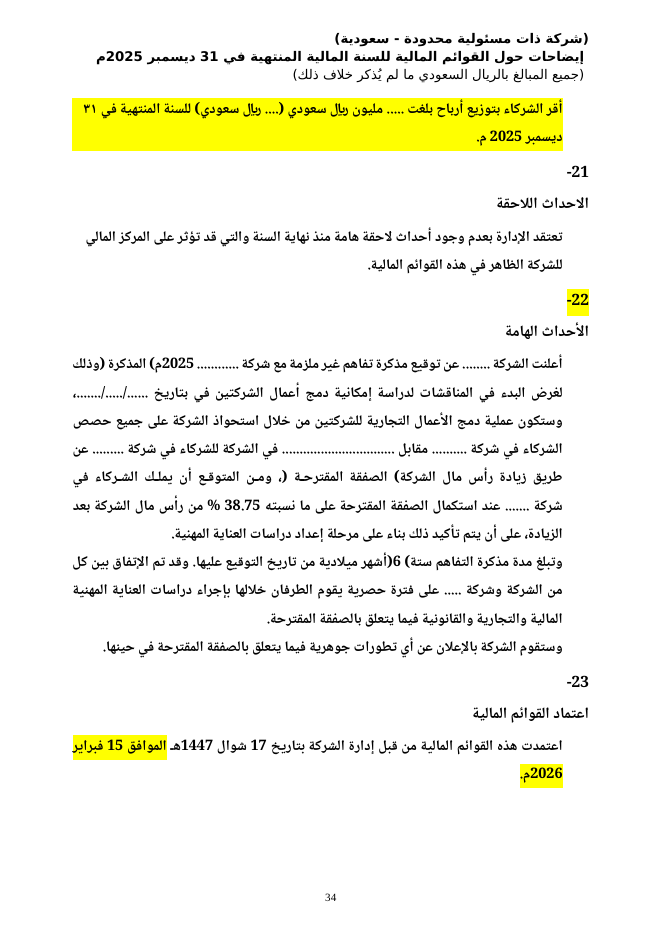 (شركة ذات مسئولية محدودة - سعودية)
إيضاحات حول القوائم المالية للسنة المالية المنتهية في 31 ديسمبر 2025م
(جميع المبالغ بالريال السعودي ما لم يُذكر خلاف ذلك)
أقر الشركاء بتوزيع أرباح بلغت ..... مليون ريال سعودي (.... ريال سعودي) للسنة المنتهية في ٣١
ديسمبر 2025 م.
21-
الاحداث اللاحقة
تعتقد الإدارة بعدم وجود أحداث لاحقة هامة منذ نهاية السنة والتي قد تؤثر على المركز المالي
للشركة الظاهر في هذه القوائم المالية.
22-
الأحداث الهامة
أعلنت الشركة ........ عن توقيع مذكرة تفاهم غير ملزمة مع شركة ............ 2025م) المذكرة (وذلك
لغرض البدء في المناقشات لدراسة إمكانية دمج أعمال الشركتين في بتاريخ ....../...../.......،
وستكون عملية دمج الأعمال التجارية للشركتين من خلال استحواذ الشركة على جميع حصص
الشركاء في شركة .......... مقابل ................................ في الشركة للشركاء في شركة ......... عن
طريق زيادة رأس مال الشركة) الصفقة المقترحة (، ومن المتوقع أن يملك الشركاء في
شركة ....... عند استكمال الصفقة المقترحة على ما نسبته 38.75 % من رأس مال الشركة بعد
الزيادة، على أن يتم تأكيد ذلك بناء على مرحلة إعداد دراسات العناية المهنية.
وتبلغ مدة مذكرة التفاهم ستة) 6(أشهر ميلادية من تاريخ التوقيع عليها. وقد تم الإتفاق بين كل
من الشركة وشركة ..... على فترة حصرية يقوم الطرفان خلالها بإجراء دراسات العناية المهنية
المالية والتجارية والقانونية فيما يتعلق بالصفقة المقترحة.
وستقوم الشركة بالإعلان عن أي تطورات جوهرية فيما يتعلق بالصفقة المقترحة في حينها.
23-
اعتماد القوائم المالية
اعتمدت هذه القوائم المالية من قبل إدارة الشركة بتاريخ 17 شوال 1447هـ الموافق 15 فبراير
2026م.
34